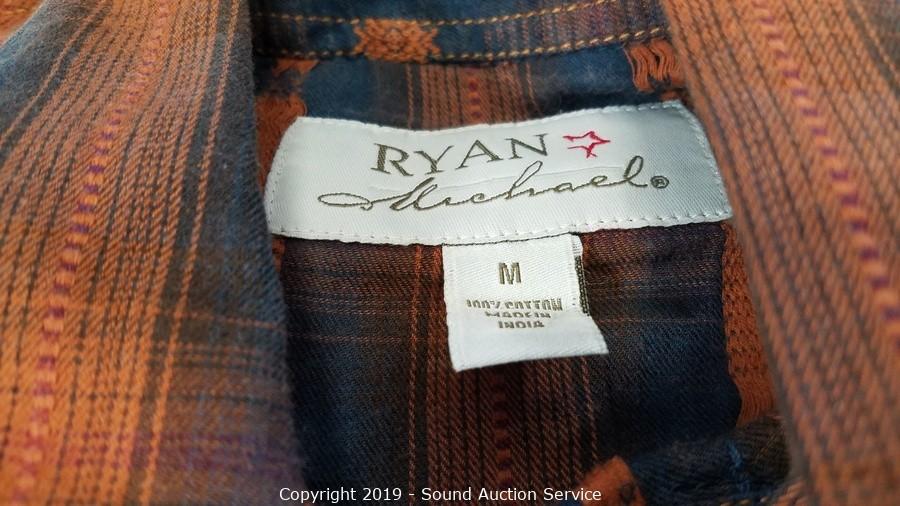 RYAN
Michael®
M
100% COTTON
MADE IN
INDIA
Copyright 2019 - Sound Auction Service